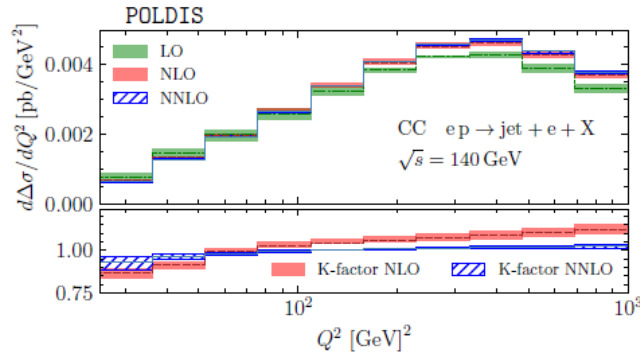 POLDIS
dΔσ/dQ² [pb/GeV²]
0.004
0.002
0.000
LO
NLO
NNLO
CC e p → jet + e + X
√s = 140 GeV
1.00
0.75
K-factor NLO
K-factor NNLO
10²
10³
Q² [GeV]²